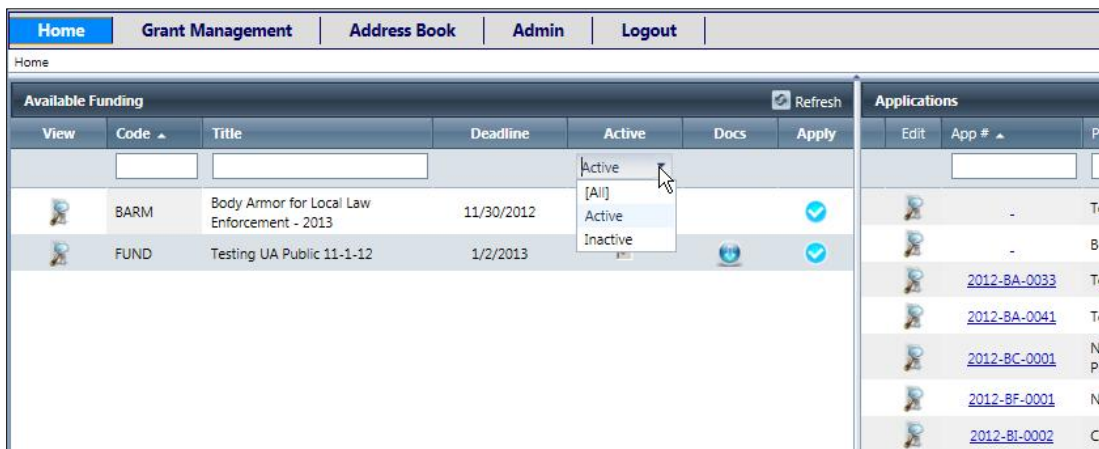 Home Grant Management Address Book Admin Logout
Home
Available Funding Refresh
View Code Title Deadline Active Docs Apply
Active
[All]
Active
Inactive
BARM Body Armor for Local Law Enforcement - 2013 11/30/2012
FUND Testing UA Public 11-1-12 1/2/2013
Applications
Edit App # P
-
-
2012-BA-0033
2012-BA-0041
2012-BC-0001
2012-BF-0001
2012-BI-0002